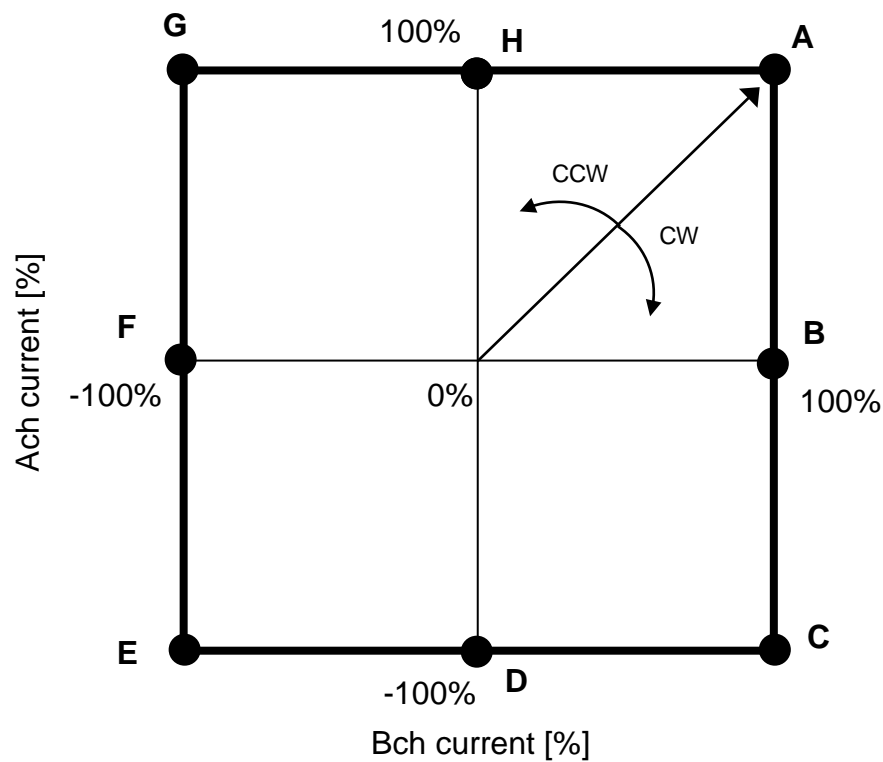 G
100%
H
A
CCW
CW
Ach current [%]
F
B
-100%
0%
100%
E
D
C
-100%
Bch current [%]